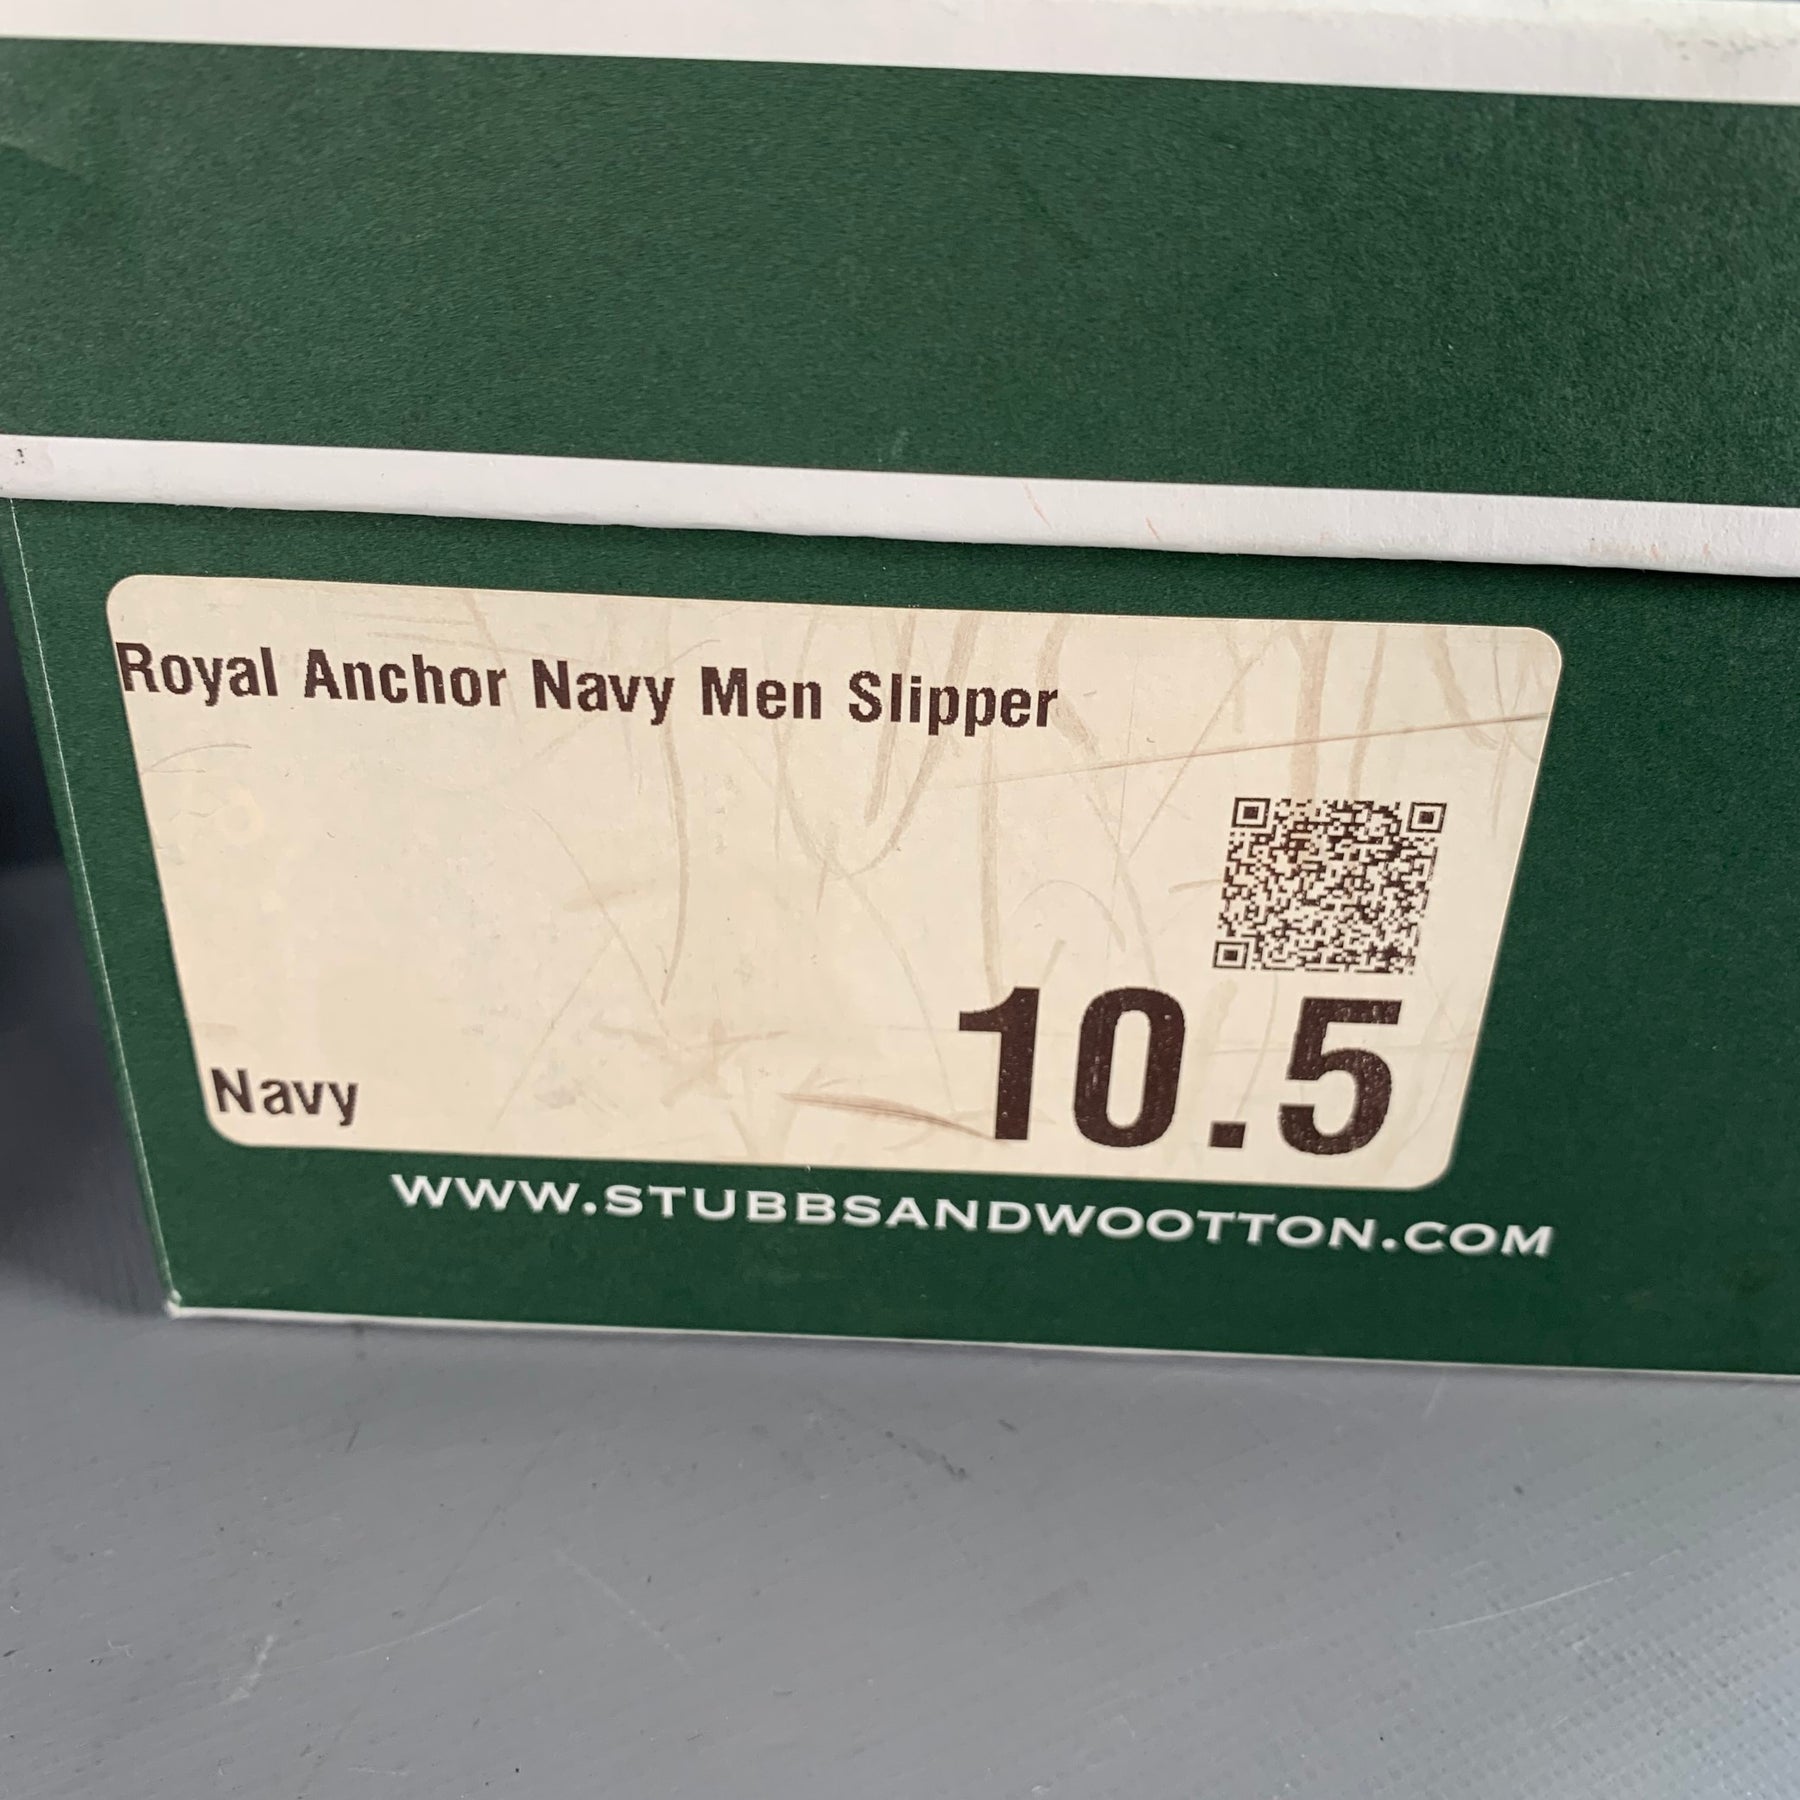 Royal Anchor Navy Men Slipper
10.5
Navy
WWW.STUBBSANDWOOTTON.COM